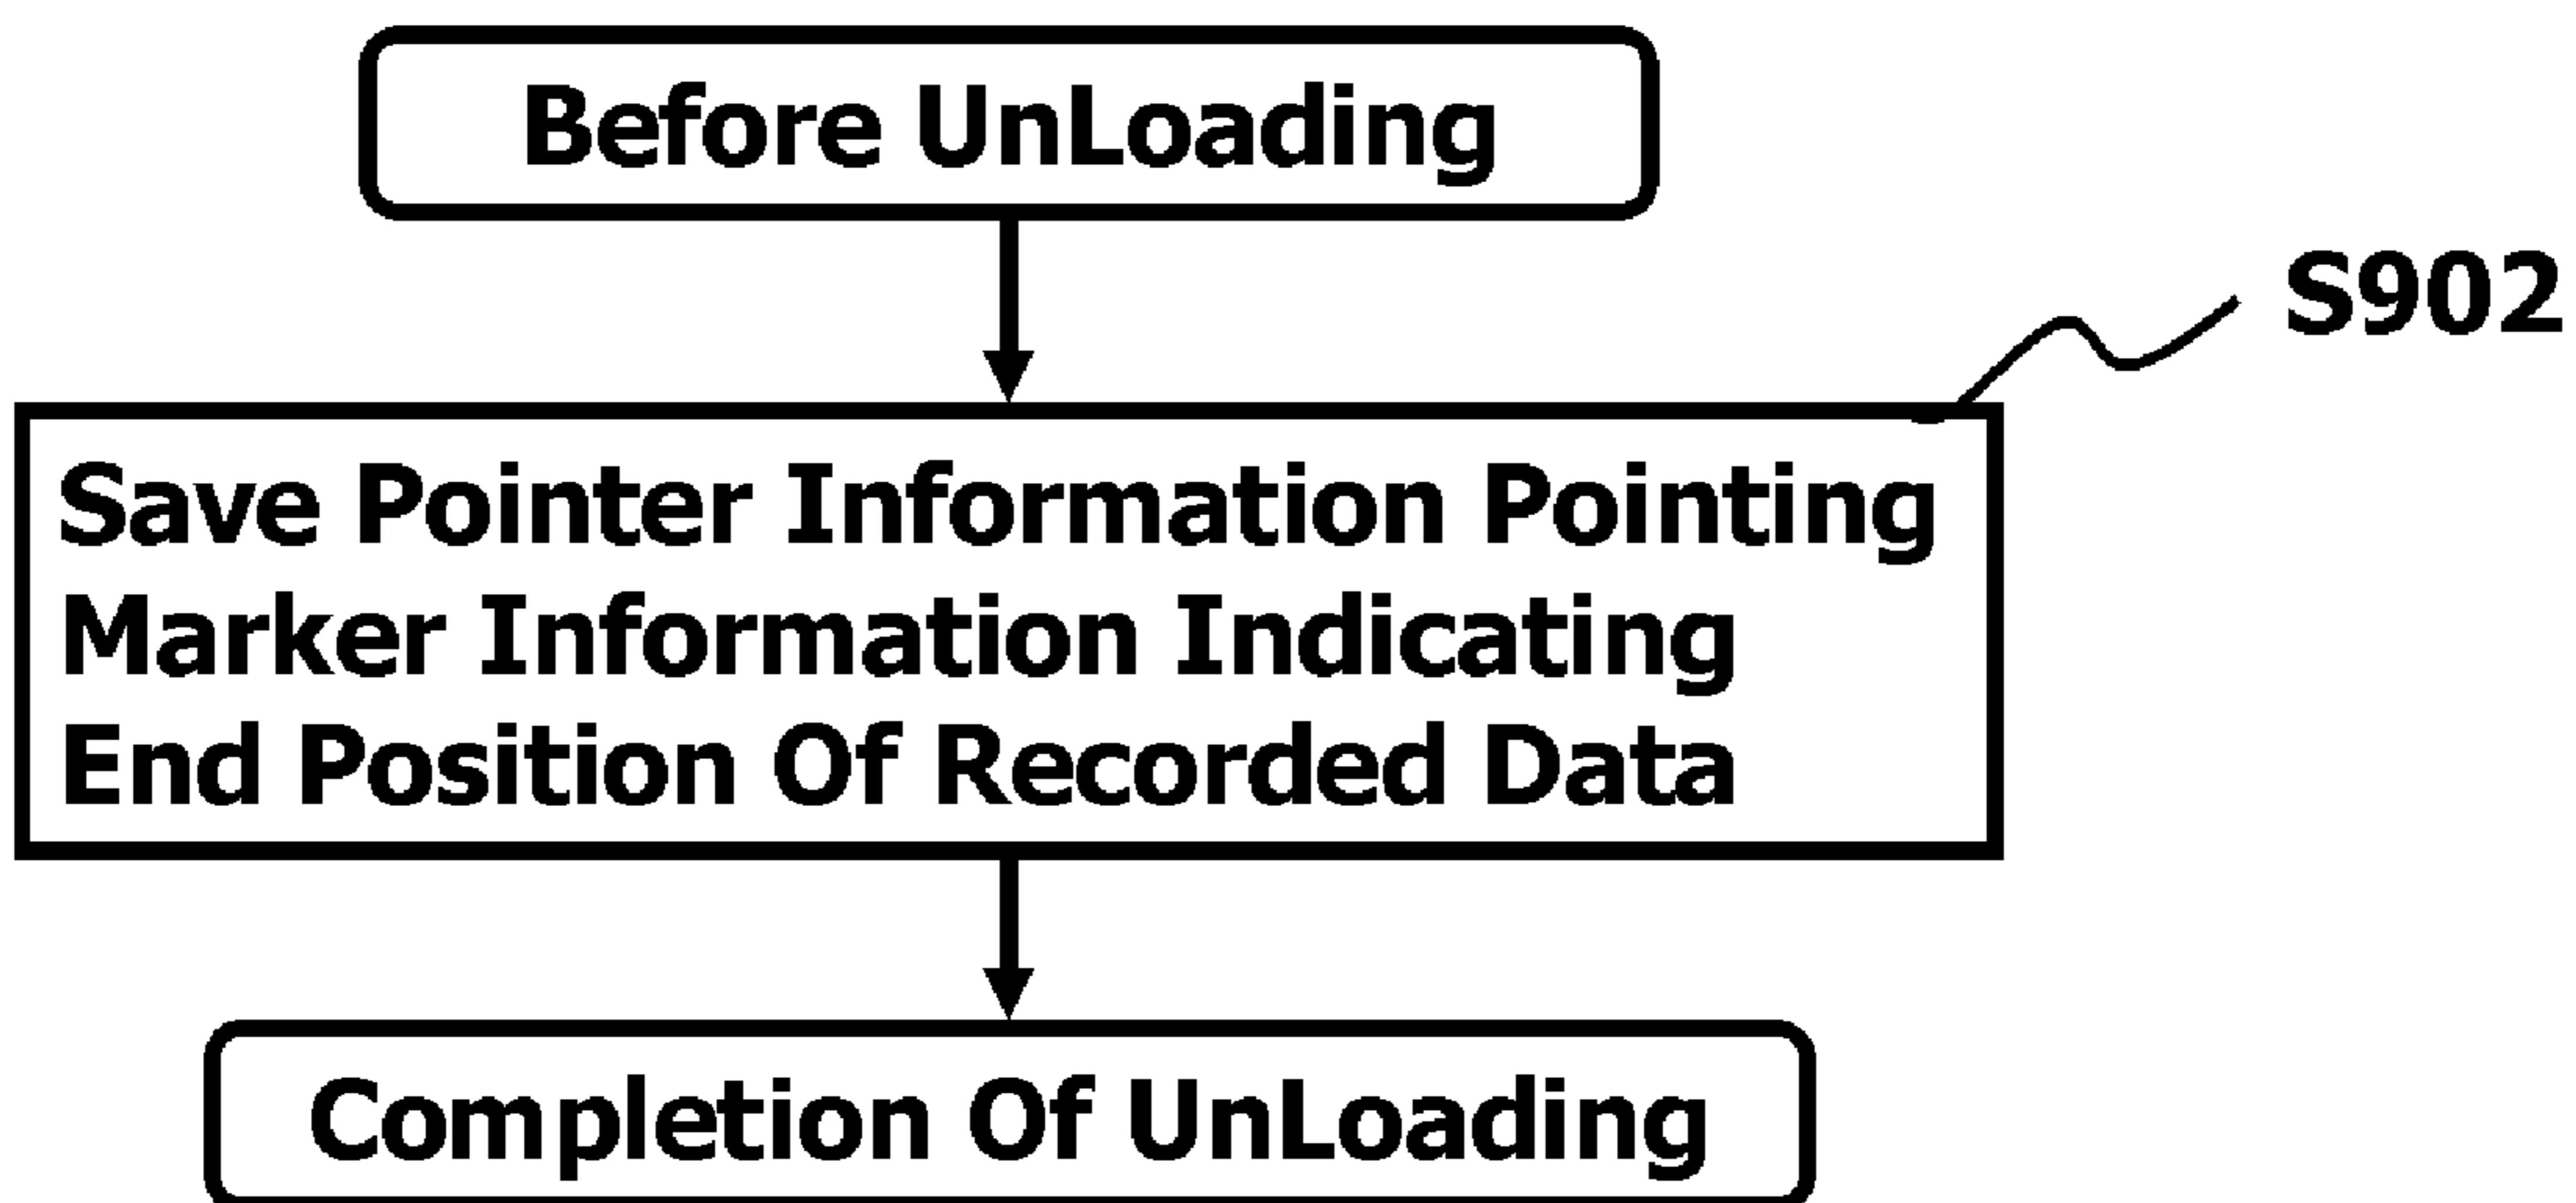 Before UnLoading
S902
Save Pointer Information Pointing
Marker Information Indicating
End Position Of Recorded Data
Completion Of UnLoading